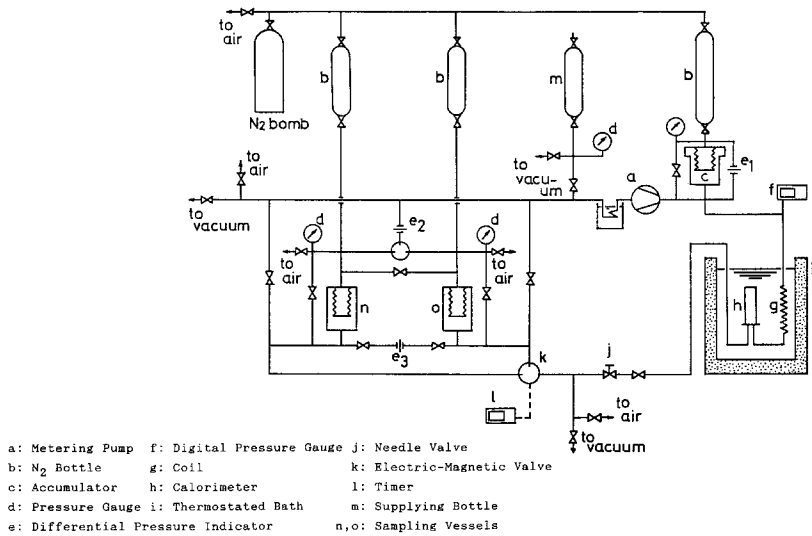 to
air
b
b
m
b
N2 bomb
d
to
vacu-
um
a
c
e1
f
to
air
to
vacuum
d
e2
d
to
air
to
air
h
g
n
o
e3
k
j
l
to
air
to
vacuum
a: Metering Pump f: Digital Pressure Gauge j: Needle Valve
b: N2 Bottle g: Coil k: Electric-Magnetic Valve
c: Accumulator h: Calorimeter l: Timer
d: Pressure Gauge i: Thermostated Bath m: Supplying Bottle
e: Differential Pressure Indicator n,o: Sampling Vessels